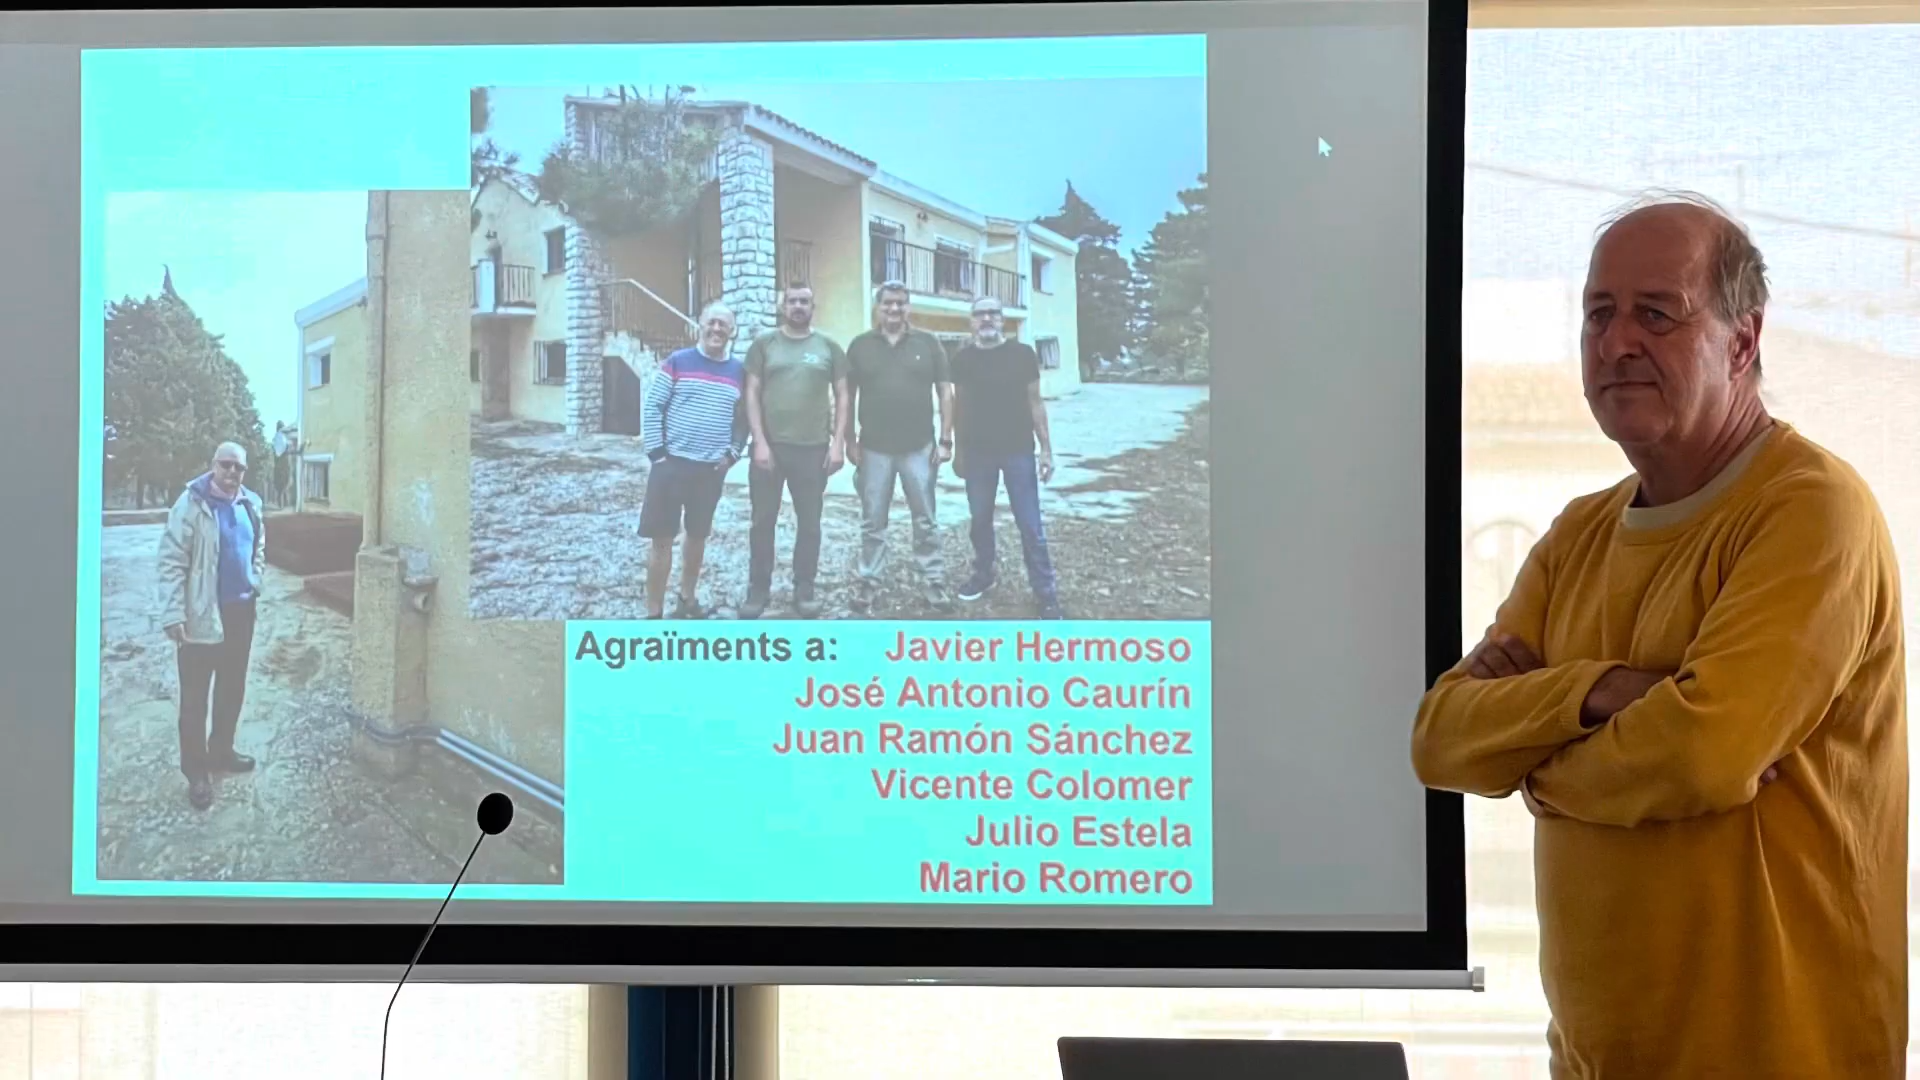 Agraïments a: Javier Hermoso
José Antonio Caurín
Juan Ramón Sánchez
Vicente Colomer
Julio Estela
Mario Romero